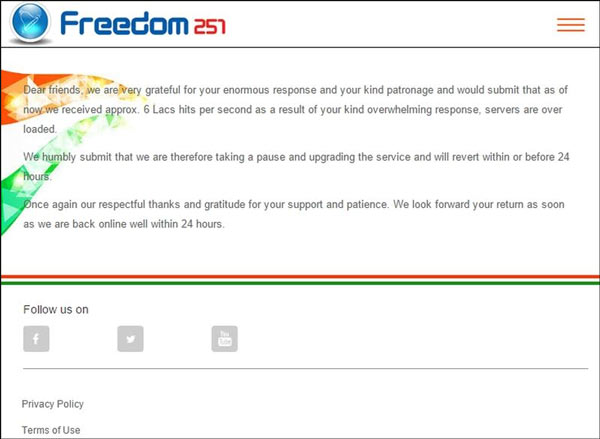 Freedom 251
Dear friends, we are very grateful for your enormous response and your kind patronage and would submit that as of
now we received approx. 6 Lacs hits per second as a result of your kind overwhelming response, servers are over
loaded.
We humbly submit that we are therefore taking a pause and upgrading the service and will revert within or before 24
hours.
Once again our respectful thanks and gratitude for your support and patience. We look forward your return as soon
as we are back online well within 24 hours.
Follow us on
You Tube
Privacy Policy
Terms of Use